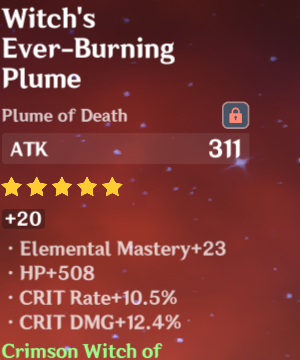 Witch's
Ever-Burning
Plume
Plume of Death
ATK 311
+20
· Elemental Mastery+23
· HP+508
· CRIT Rate+10.5%
· CRIT DMG+12.4%
Crimson Witch of